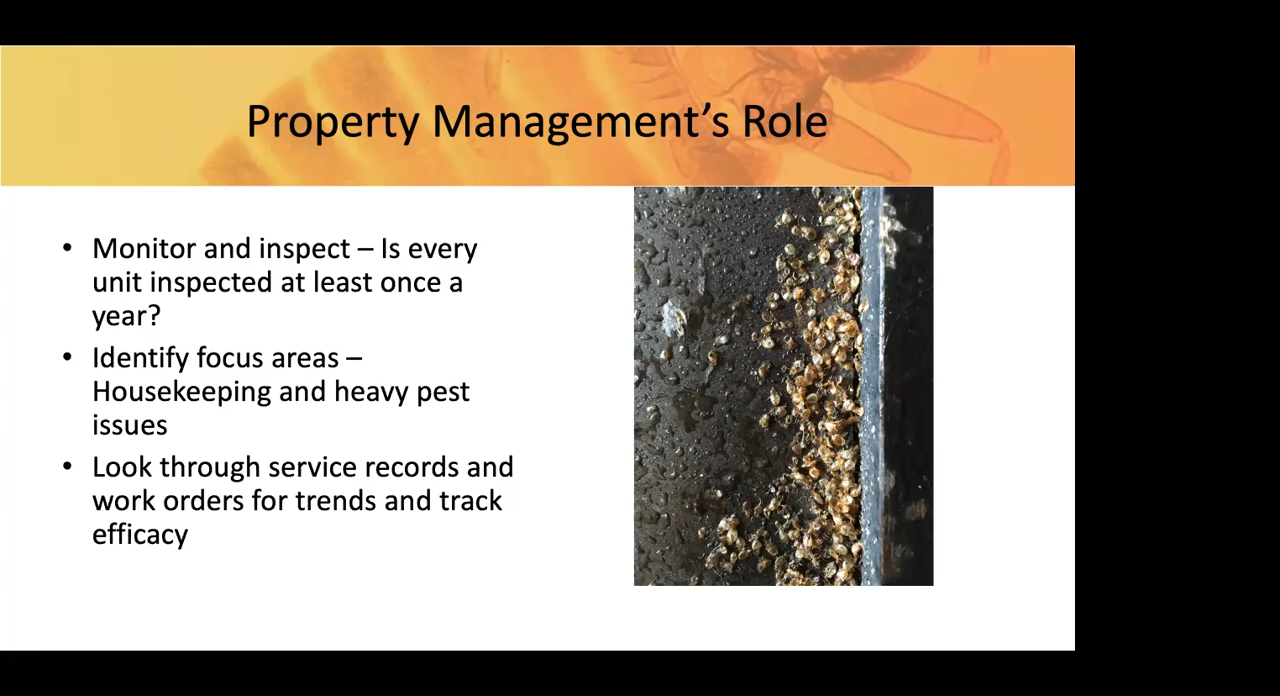 Property Management’s Role
• Monitor and inspect – Is every
unit inspected at least once a
year?
• Identify focus areas –
Housekeeping and heavy pest
issues
• Look through service records and
work orders for trends and track
efficacy